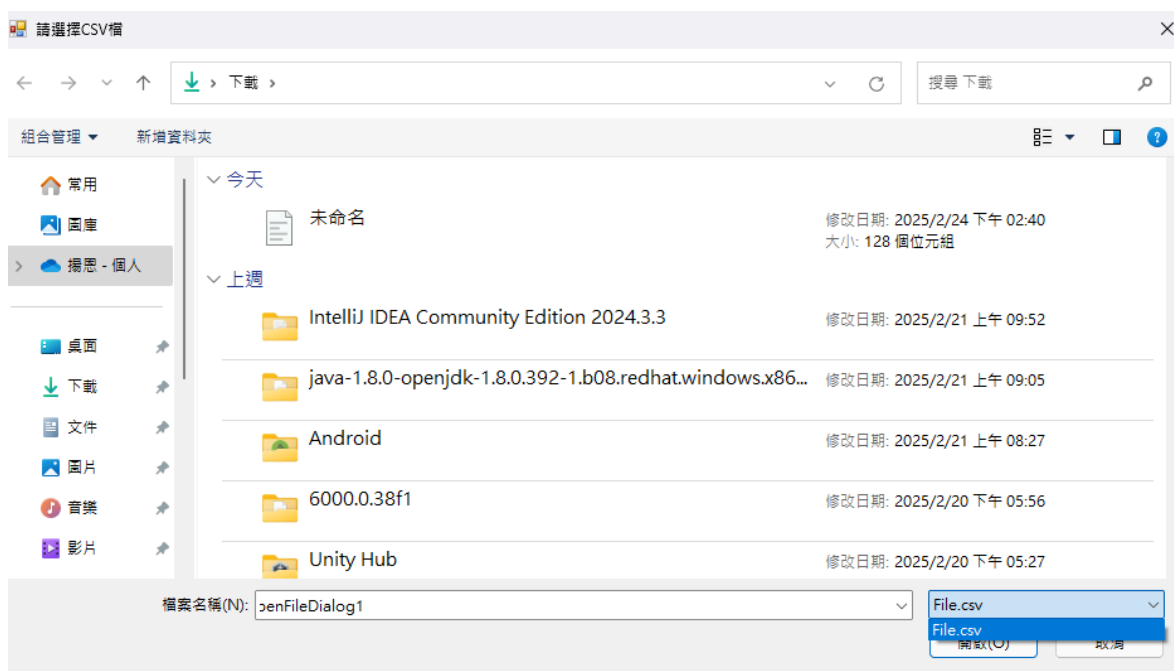 請選擇CSV檔
下載
搜尋 下載
組合管理
新增資料夾
常用
圖庫
揚恩 - 個人
桌面
下載
文件
圖片
音樂
影片
今天
未命名
修改日期: 2025/2/24 下午 02:40
大小: 128 個位元組
上週
IntelliJ IDEA Community Edition 2024.3.3
修改日期: 2025/2/21 上午 09:52
java-1.8.0-openjdk-1.8.0.392-1.b08.redhat.windows.x86...
修改日期: 2025/2/21 上午 09:05
Android
修改日期: 2025/2/21 上午 08:27
6000.0.38f1
修改日期: 2025/2/20 下午 05:56
Unity Hub
修改日期: 2025/2/20 下午 05:27
檔案名稱(N):
penFileDialog1
File.csv
File.csv
開啟(O)
取消